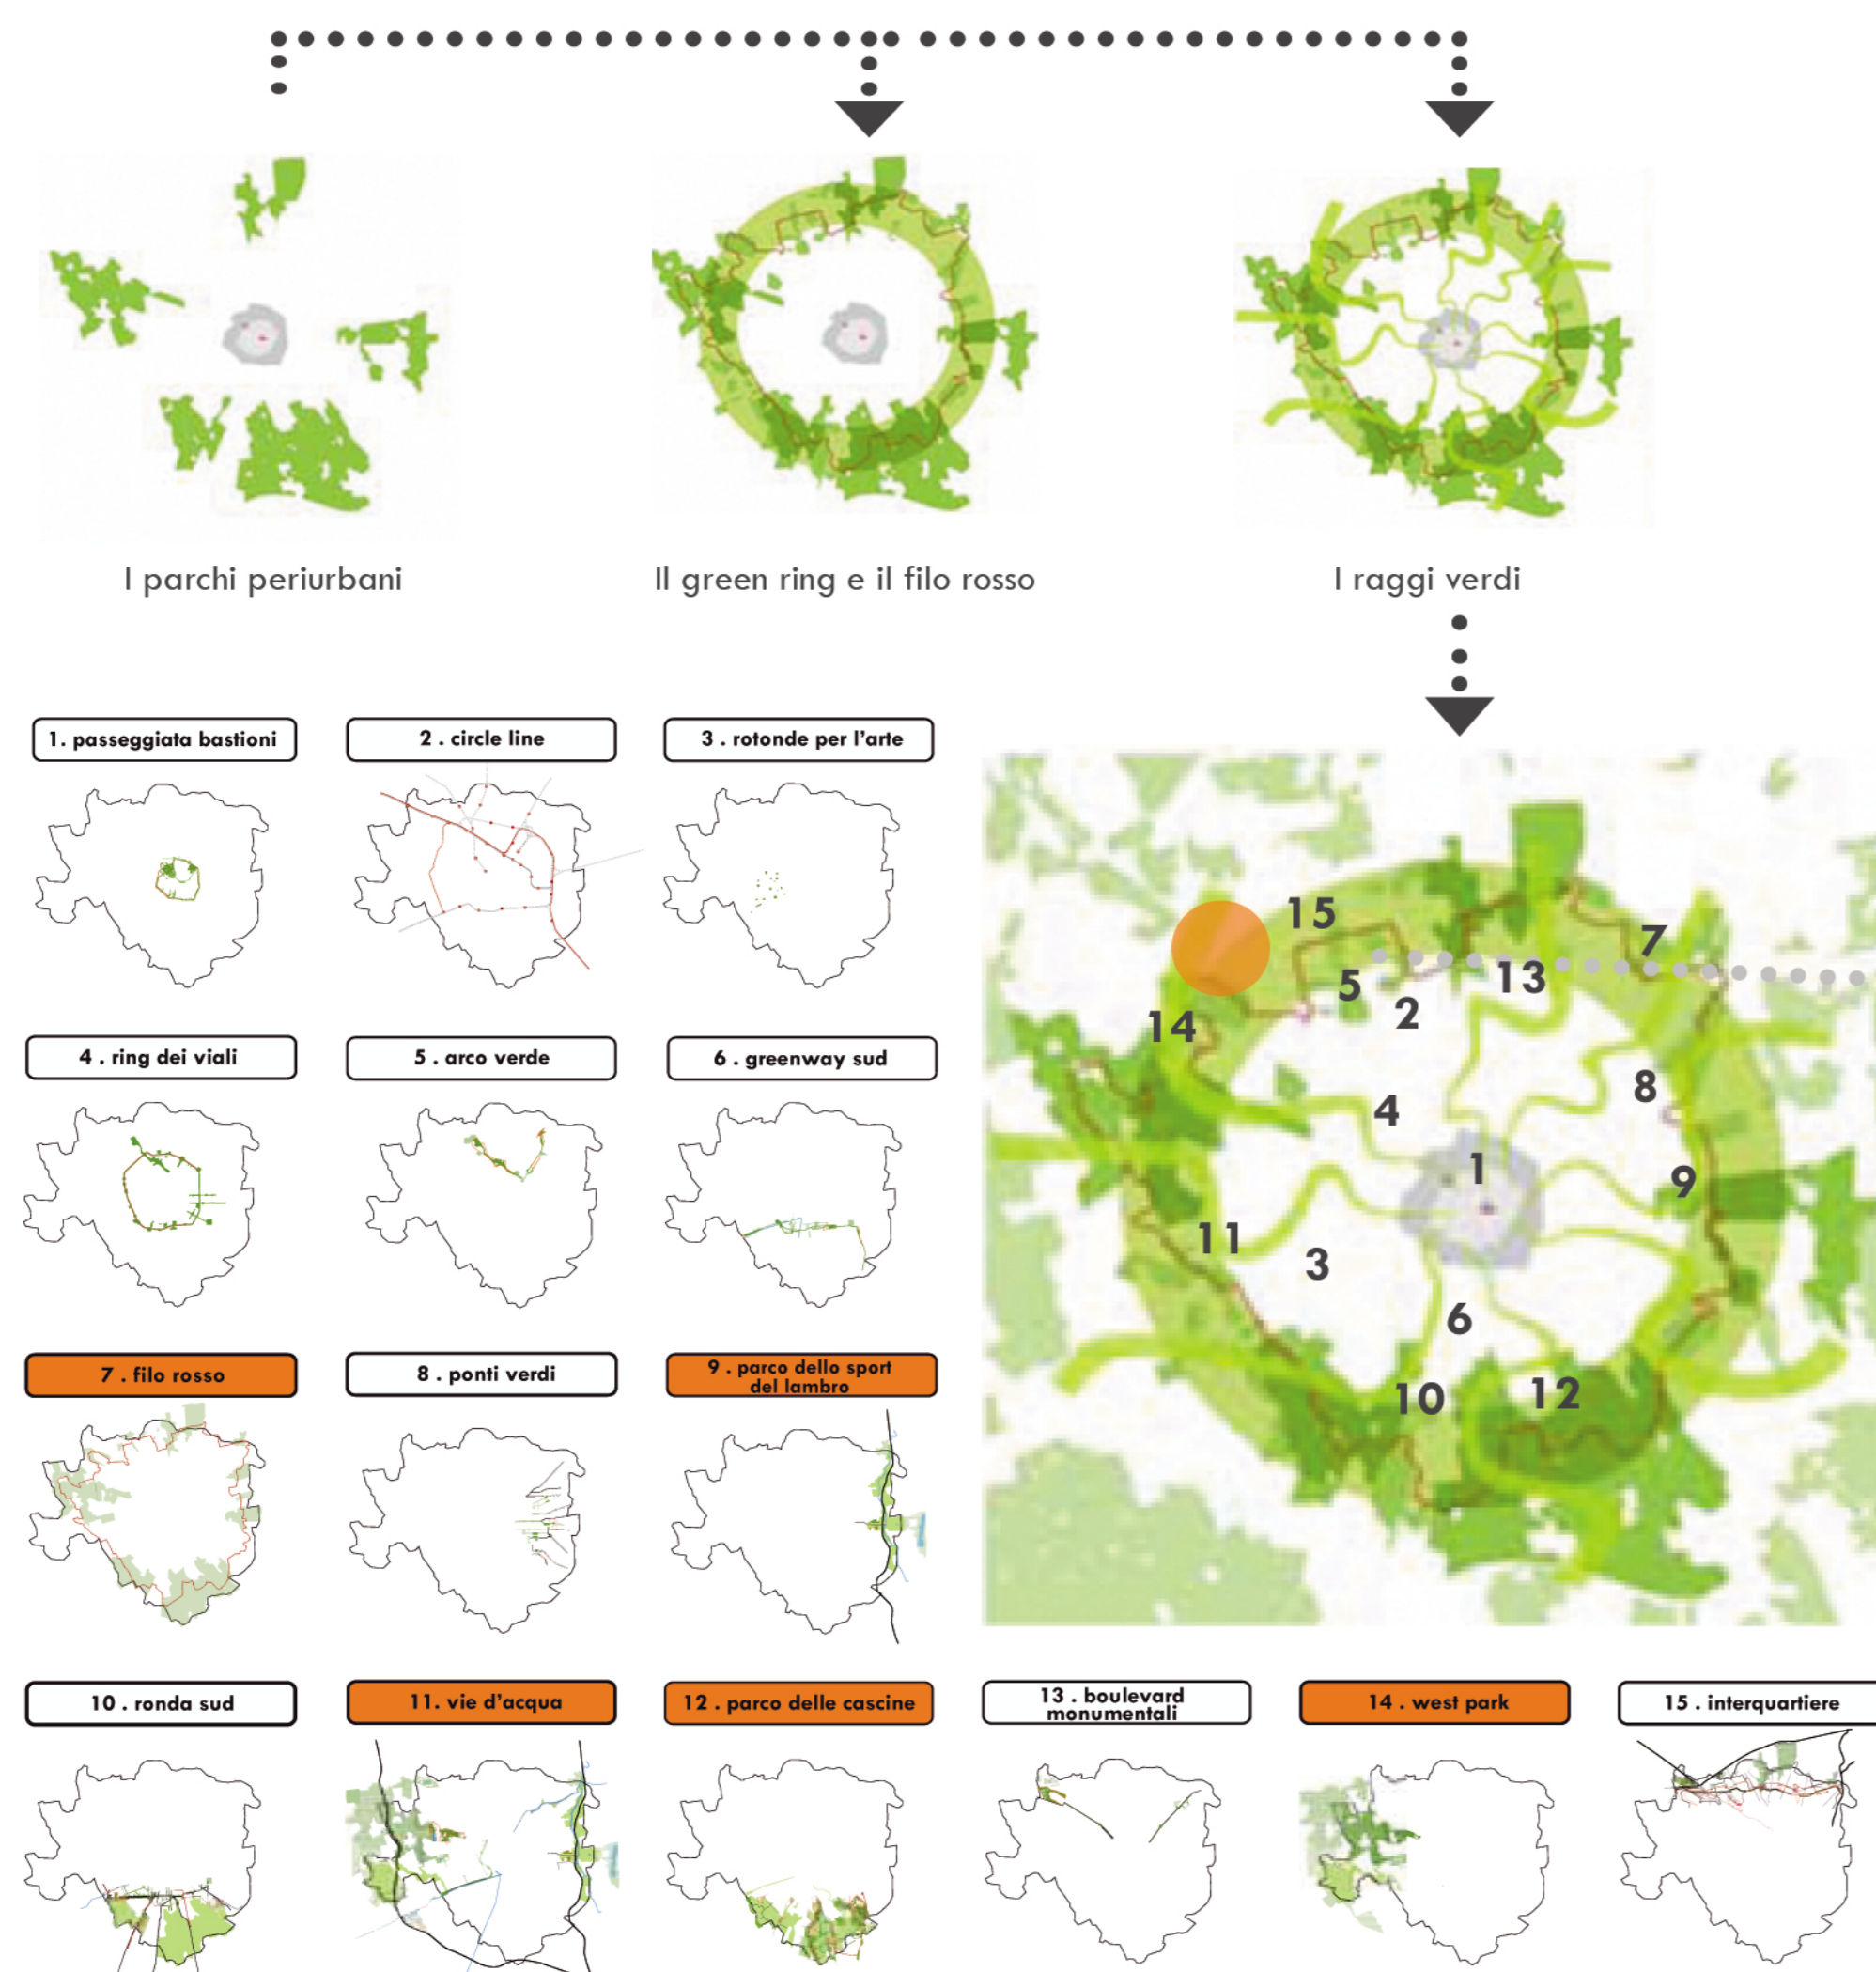 I parchi periurbani
Il green ring e il filo rosso
I raggi verdi
1. passeggiata bastioni
2 . circle line
3 . rotonde per l'arte
4 . ring dei viali
5 . arco verde
6 . greenway sud
7 . filo rosso
8 . ponti verdi
9 . parco dello sport
del lambro
15
7
5
13
2
14
8
4
1
9
11
3
6
10
12
10 . ronda sud
11. vie d'acqua
12 . parco delle cascine
13 . boulevard
monumentali
14 . west park
15 . interquartiere